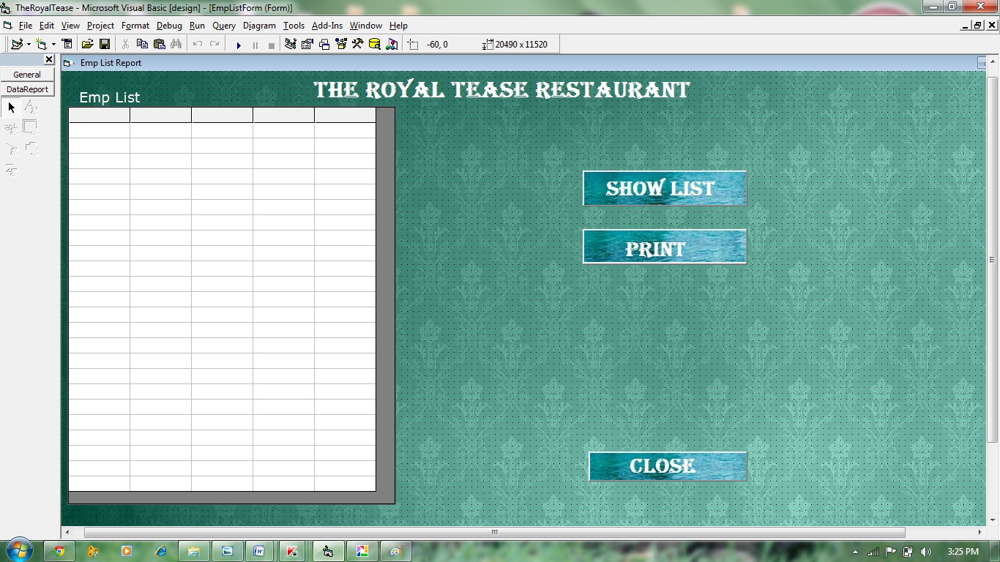 TheRoyalTease - Microsoft Visual Basic [design] - [EmpListForm (Form)]
File Edit View Project Format Debug Run Query Diagram Tools Add-Ins Window Help
-60, 0 20490 x 11520
General
DataReport
Emp List Report
THE ROYAL TEASE RESTAURANT
Emp List
SHOW LIST
PRINT
CLOSE
3:25 PM